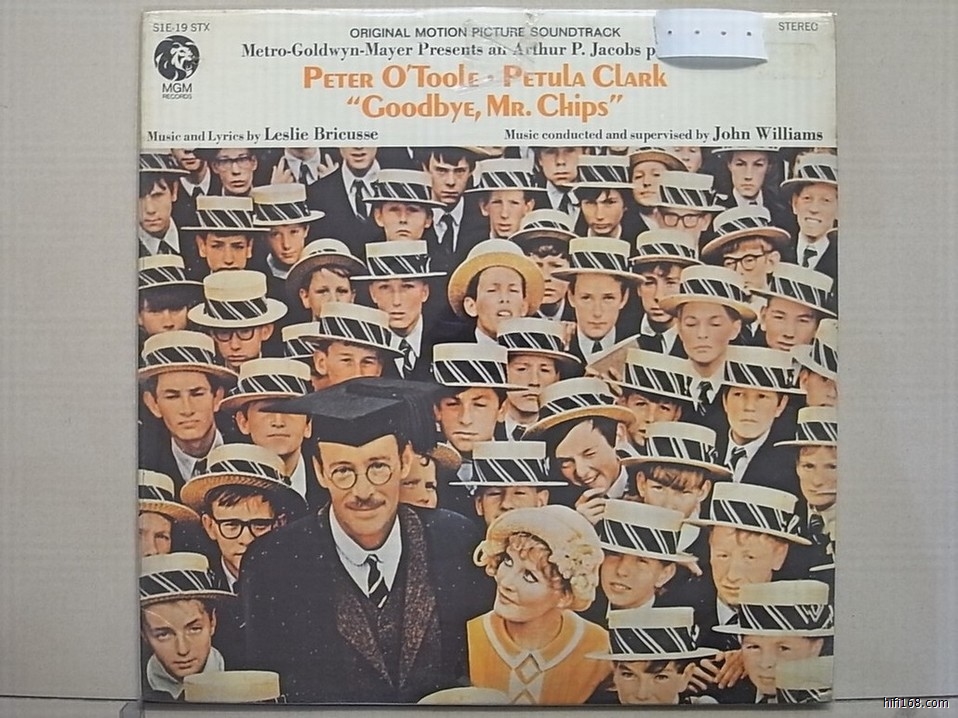 S1E-19 STX
ORIGINAL MOTION PICTURE SOUNDTRACK
STEREO
Metro-Goldwyn-Mayer Presents an Arthur P. Jacobs
MGM
RECORDS
PETER O'TOOLE · PETULA CLARK
"GOODBYE, MR. CHIPS"
Music and Lyrics by Leslie Bricusse
Music conducted and supervised by John Williams
hifi168.com